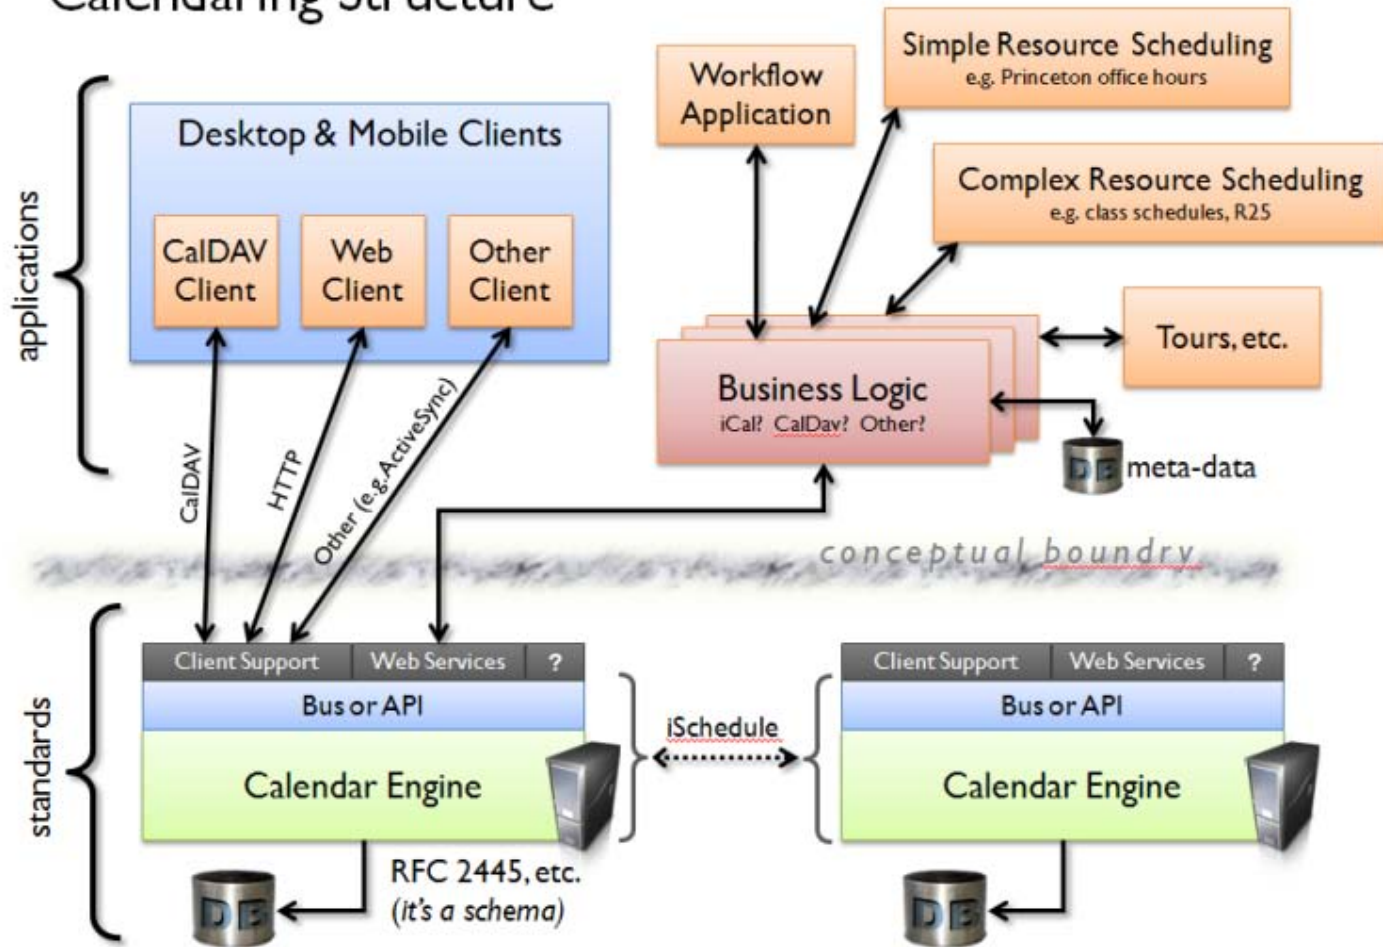 Calendaring Structure
applications
Desktop & Mobile Clients
CalDAV
Client
Web
Client
Other
Client
Workflow
Application
Simple Resource Scheduling
e.g. Princeton office hours
Complex Resource Scheduling
e.g. class schedules, R25
Tours, etc.
Business Logic
iCal? CalDav? Other?
DB
meta-data
CalDAV
HTTP
Other (e.g. ActiveSync)
conceptual boundry
standards
Client Support
Web Services
?
Bus or API
Calendar Engine
DB
RFC 2445, etc.
(it's a schema)
iSchedule
Client Support
Web Services
?
Bus or API
Calendar Engine
DB